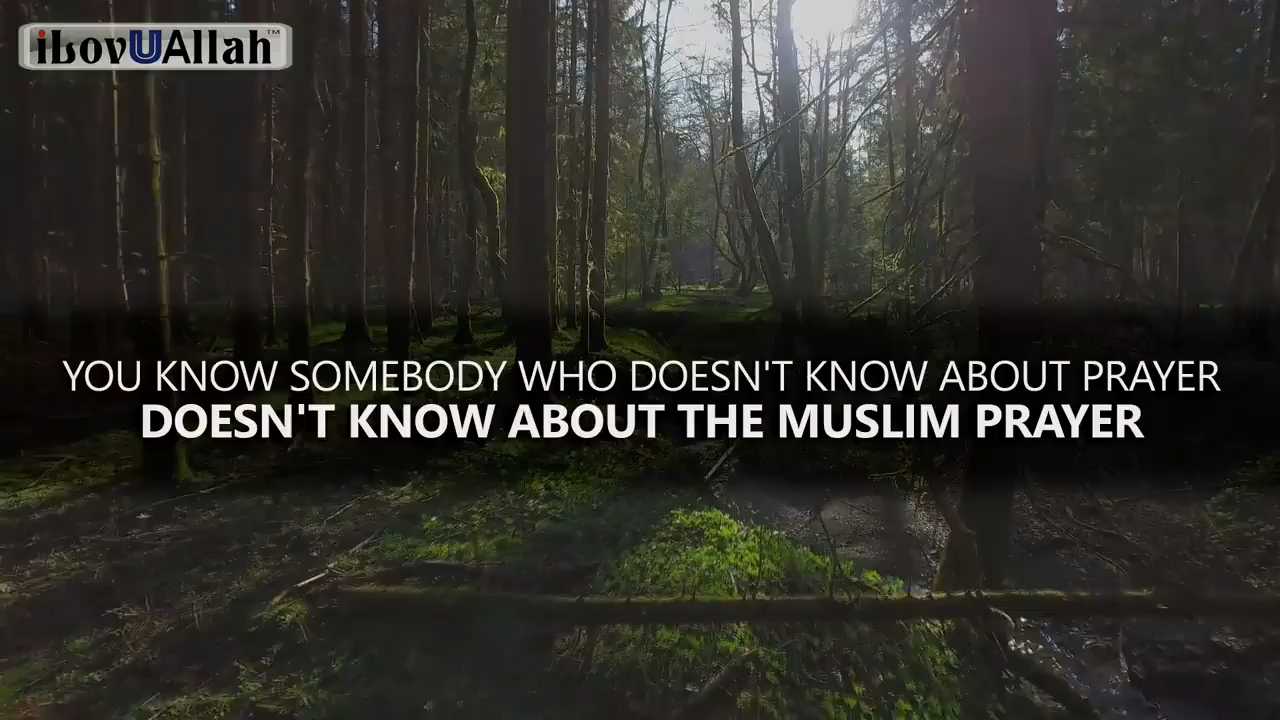 iLovUAllah™
YOU KNOW SOMEBODY WHO DOESN'T KNOW ABOUT PRAYER
DOESN'T KNOW ABOUT THE MUSLIM PRAYER